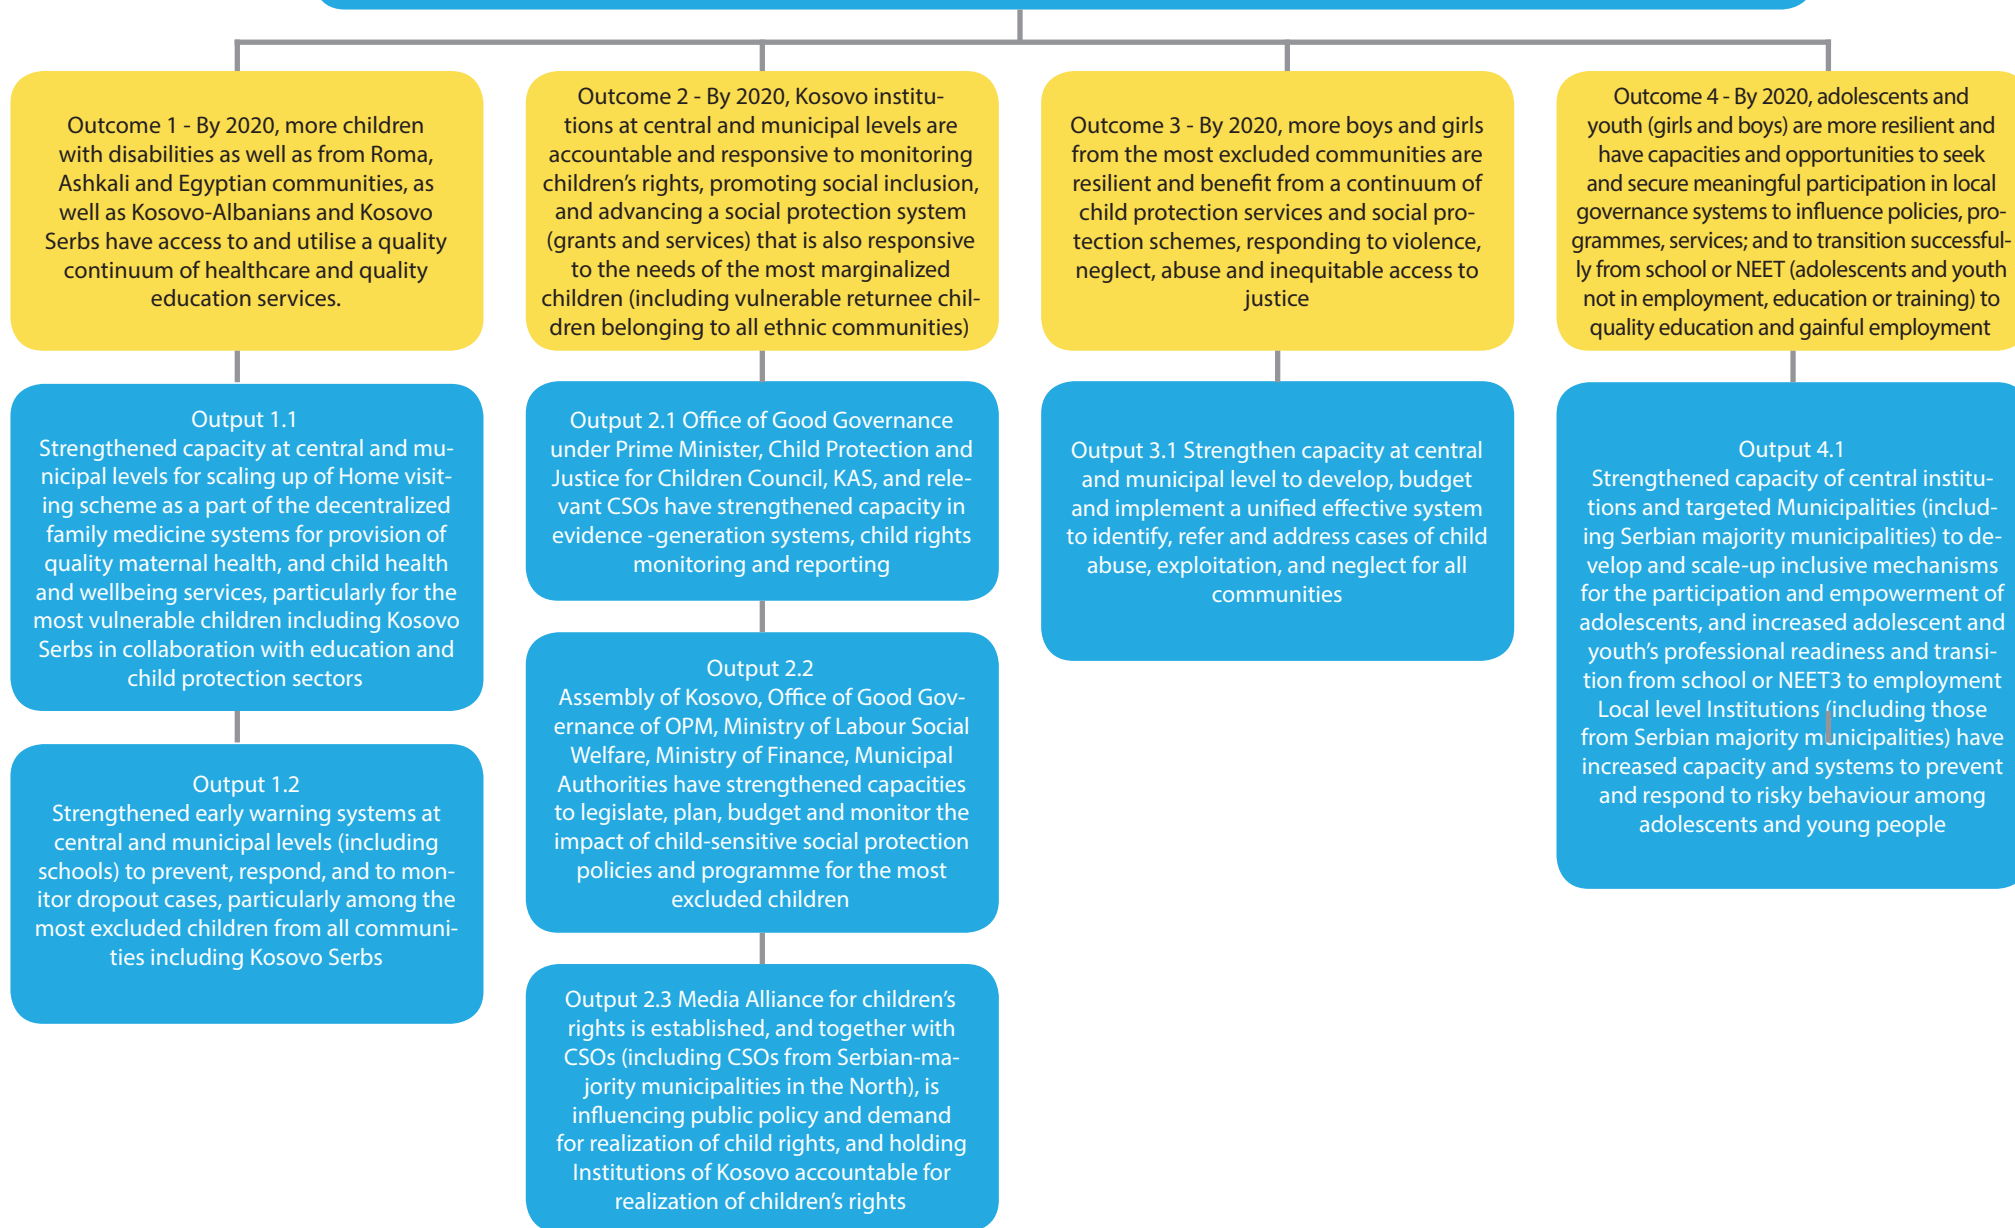 Outcome 1 - By 2020, more children
with disabilities as well as from Roma,
Ashkali and Egyptian communities, as
well as Kosovo-Albanians and Kosovo
Serbs have access to and utilise a quality
continuum of healthcare and quality
education services.
Output 1.1
Strengthened capacity at central and mu-
nicipal levels for scaling up of Home visit-
ing scheme as a part of the decentralized
family medicine systems for provision of
quality maternal health, and child health
and wellbeing services, particularly for the
most vulnerable children including Kosovo
Serbs in collaboration with education and
child protection sectors
Output 1.2
Strengthened early warning systems at
central and municipal levels (including
schools) to prevent, respond, and to mon-
itor dropout cases, particularly among the
most excluded children from all communi-
ties including Kosovo Serbs
Outcome 2 - By 2020, Kosovo institu-
tions at central and municipal levels are
accountable and responsive to monitoring
children’s rights, promoting social inclusion,
and advancing a social protection system
(grants and services) that is also responsive
to the needs of the most marginalized
children (including vulnerable returnee chil-
dren belonging to all ethnic communities)
Output 2.1 Office of Good Governance
under Prime Minister, Child Protection and
Justice for Children Council, KAS, and rele-
vant CSOs have strengthened capacity in
evidence -generation systems, child rights
monitoring and reporting
Output 2.2
Assembly of Kosovo, Office of Good Gov-
ernance of OPM, Ministry of Labour Social
Welfare, Ministry of Finance, Municipal
Authorities have strengthened capacities
to legislate, plan, budget and monitor the
impact of child-sensitive social protection
policies and programme for the most
excluded children
Output 2.3 Media Alliance for children’s
rights is established, and together with
CSOs (including CSOs from Serbian-ma-
jority municipalities in the North), is
influencing public policy and demand
for realization of child rights, and holding
Institutions of Kosovo accountable for
realization of children’s rights
Outcome 3 - By 2020, more boys and girls
from the most excluded communities are
resilient and benefit from a continuum of
child protection services and social pro-
tection schemes, responding to violence,
neglect, abuse and inequitable access to
justice
Output 3.1 Strengthen capacity at central
and municipal level to develop, budget
and implement a unified effective system
to identify, refer and address cases of child
abuse, exploitation, and neglect for all
communities
Outcome 4 - By 2020, adolescents and
youth (girls and boys) are more resilient and
have capacities and opportunities to seek
and secure meaningful participation in local
governance systems to influence policies, pro-
grammes, services; and to transition successful-
ly from school or NEET (adolescents and youth
not in employment, education or training) to
quality education and gainful employment
Output 4.1
Strengthened capacity of central institu-
tions and targeted Municipalities (includ-
ing Serbian majority municipalities) to de-
velop and scale-up inclusive mechanisms
for the participation and empowerment of
adolescents, and increased adolescent and
youth’s professional readiness and transi-
tion from school or NEET3 to employment
Local level Institutions (including those
from Serbian majority municipalities) have
increased capacity and systems to prevent
and respond to risky behaviour among
adolescents and young people